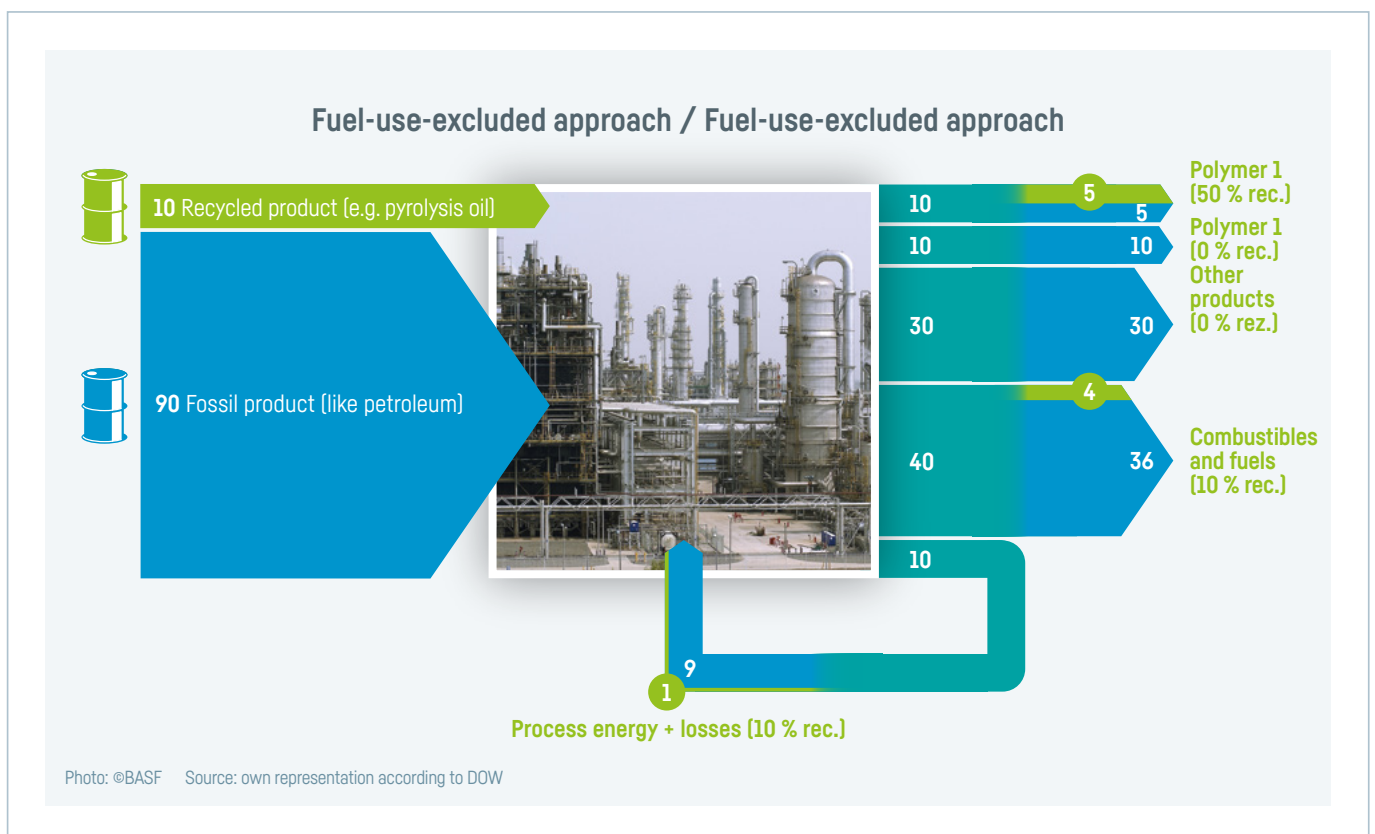 Fuel-use-excluded approach / Fuel-use-excluded approach
10 Recycled product (e.g. pyrolysis oil)
90 Fossil product (like petroleum)
10
5
5
Polymer 1
(50 % rec.)
10
10
Polymer 1
(0 % rec.)
30
30
Other
products
(0 % rez.)
40
4
36
Combustibles
and fuels
(10 % rec.)
10
9
1
Process energy + losses (10 % rec.)
Photo: ©BASF Source: own representation according to DOW